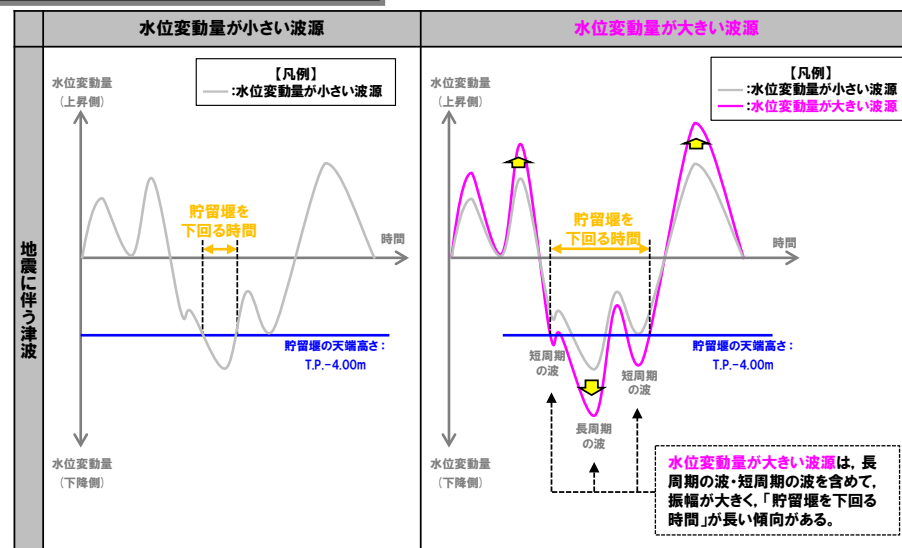 水位変動量が小さい波源
水位変動量が大きい波源
地震に伴う津波
水位変動量
(上昇側)
【凡例】
:水位変動量が小さい波源
貯留堰を
下回る時間
時間
貯留堰の天端高さ:
T.P.-4.00m
水位変動量
(下降側)
水位変動量
(上昇側)
【凡例】
:水位変動量が小さい波源
:水位変動量が大きい波源
貯留堰を
下回る時間
時間
貯留堰の天端高さ:
T.P.-4.00m
短周期
の波
短周期
の波
長周期
の波
水位変動量
(下降側)
水位変動量が大きい波源は,長
周期の波・短周期の波を含めて,
振幅が大きく,「貯留堰を下回る
時間」が長い傾向がある。